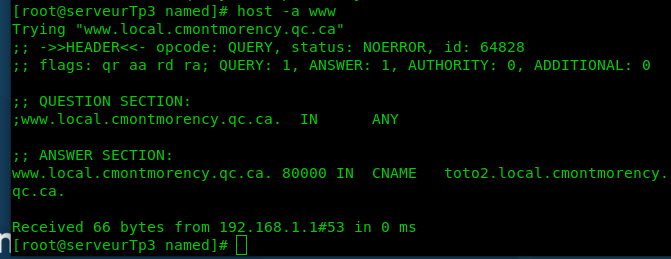 [root@serveurTp3 named]# host -a www
Trying "www.local.cmontmorency.qc.ca"
;; ->>HEADER<<- opcode: QUERY, status: NOERROR, id: 64828
;; flags: qr aa rd ra; QUERY: 1, ANSWER: 1, AUTHORITY: 0, ADDITIONAL: 0
;; QUESTION SECTION:
;www.local.cmontmorency.qc.ca. IN ANY
;; ANSWER SECTION:
www.local.cmontmorency.qc.ca. 80000 IN CNAME toto2.local.cmontmorency.
qc.ca.
Received 66 bytes from 192.168.1.1#53 in 0 ms
[root@serveurTp3 named]#